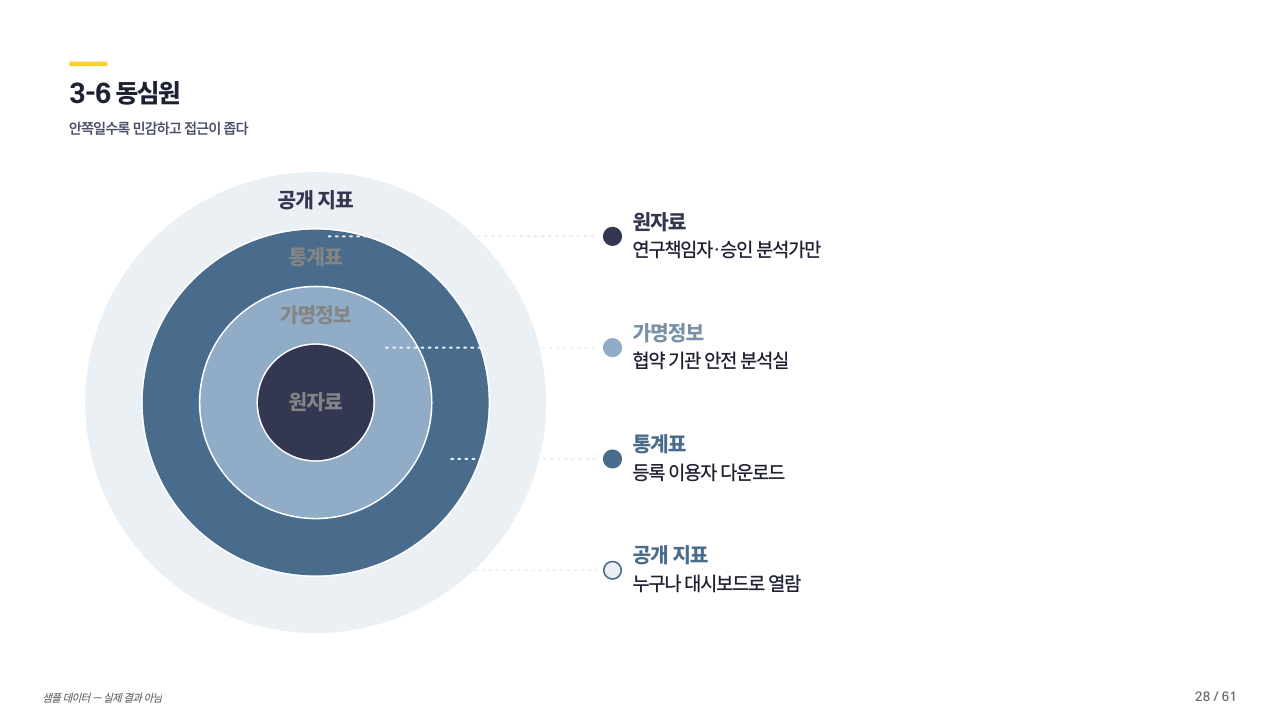 3-6 동심원
안쪽일수록 민감하고 접근이 좁다
공개 지표
통계표
가명정보
원자료
원자료
연구책임자·승인 분석가만
가명정보
협약 기관 안전 분석실
통계표
등록 이용자 다운로드
공개 지표
누구나 대시보드로 열람
샘플 데이터 — 실제 결과 아님
28 / 61